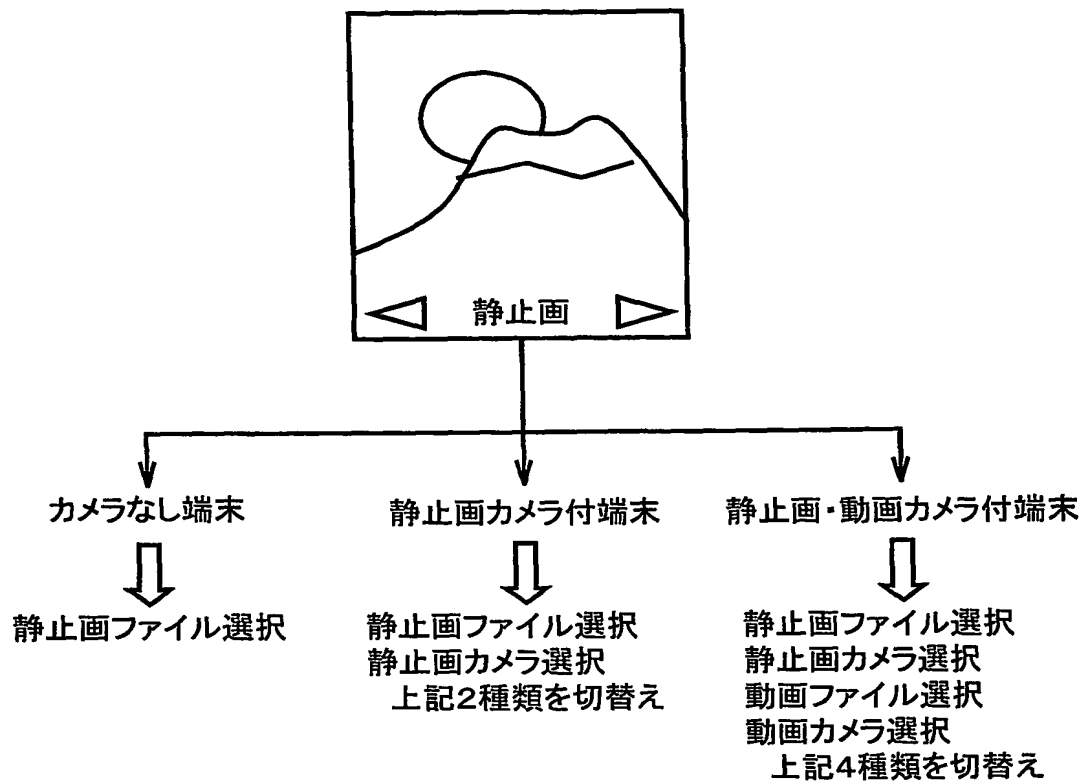 静止画
カメラなし端末
静止画ファイル選択
静止画カメラ付端末
静止画ファイル選択
静止画カメラ選択
上記2種類を切替え
静止画・動画カメラ付端末
静止画ファイル選択
静止画カメラ選択
動画ファイル選択
動画カメラ選択
上記4種類を切替え